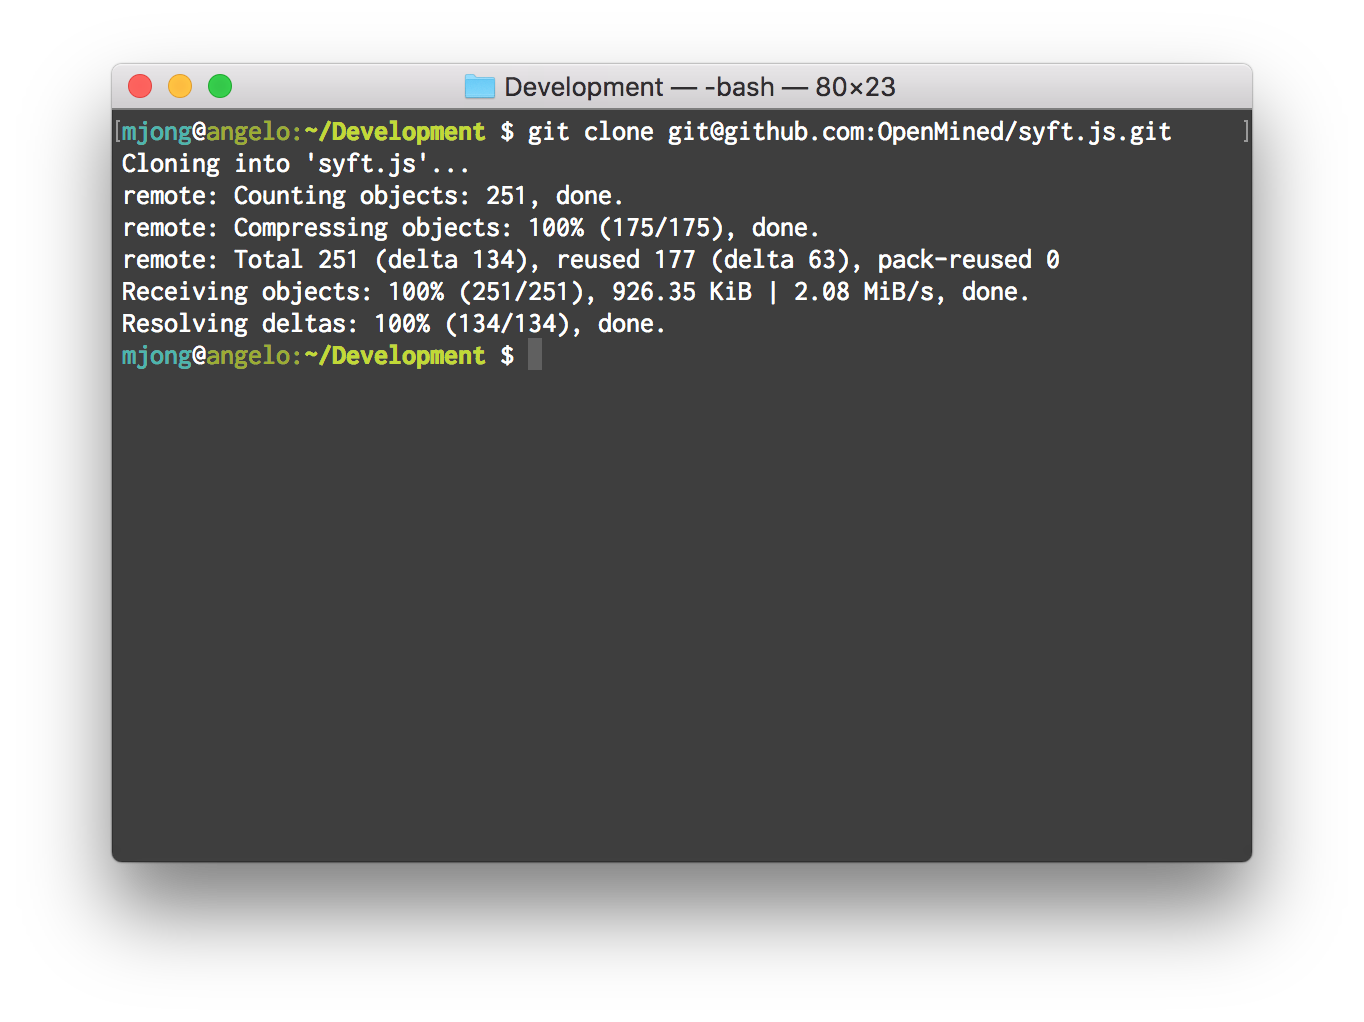 Development — -bash — 80×23
mjong@angelo:~/Development $ git clone git@github.com:OpenMined/syft.js.git
Cloning into 'syft.js'...
remote: Counting objects: 251, done.
remote: Compressing objects: 100% (175/175), done.
remote: Total 251 (delta 134), reused 177 (delta 63), pack-reused 0
Receiving objects: 100% (251/251), 926.35 KiB | 2.08 MiB/s, done.
Resolving deltas: 100% (134/134), done.
mjong@angelo:~/Development $